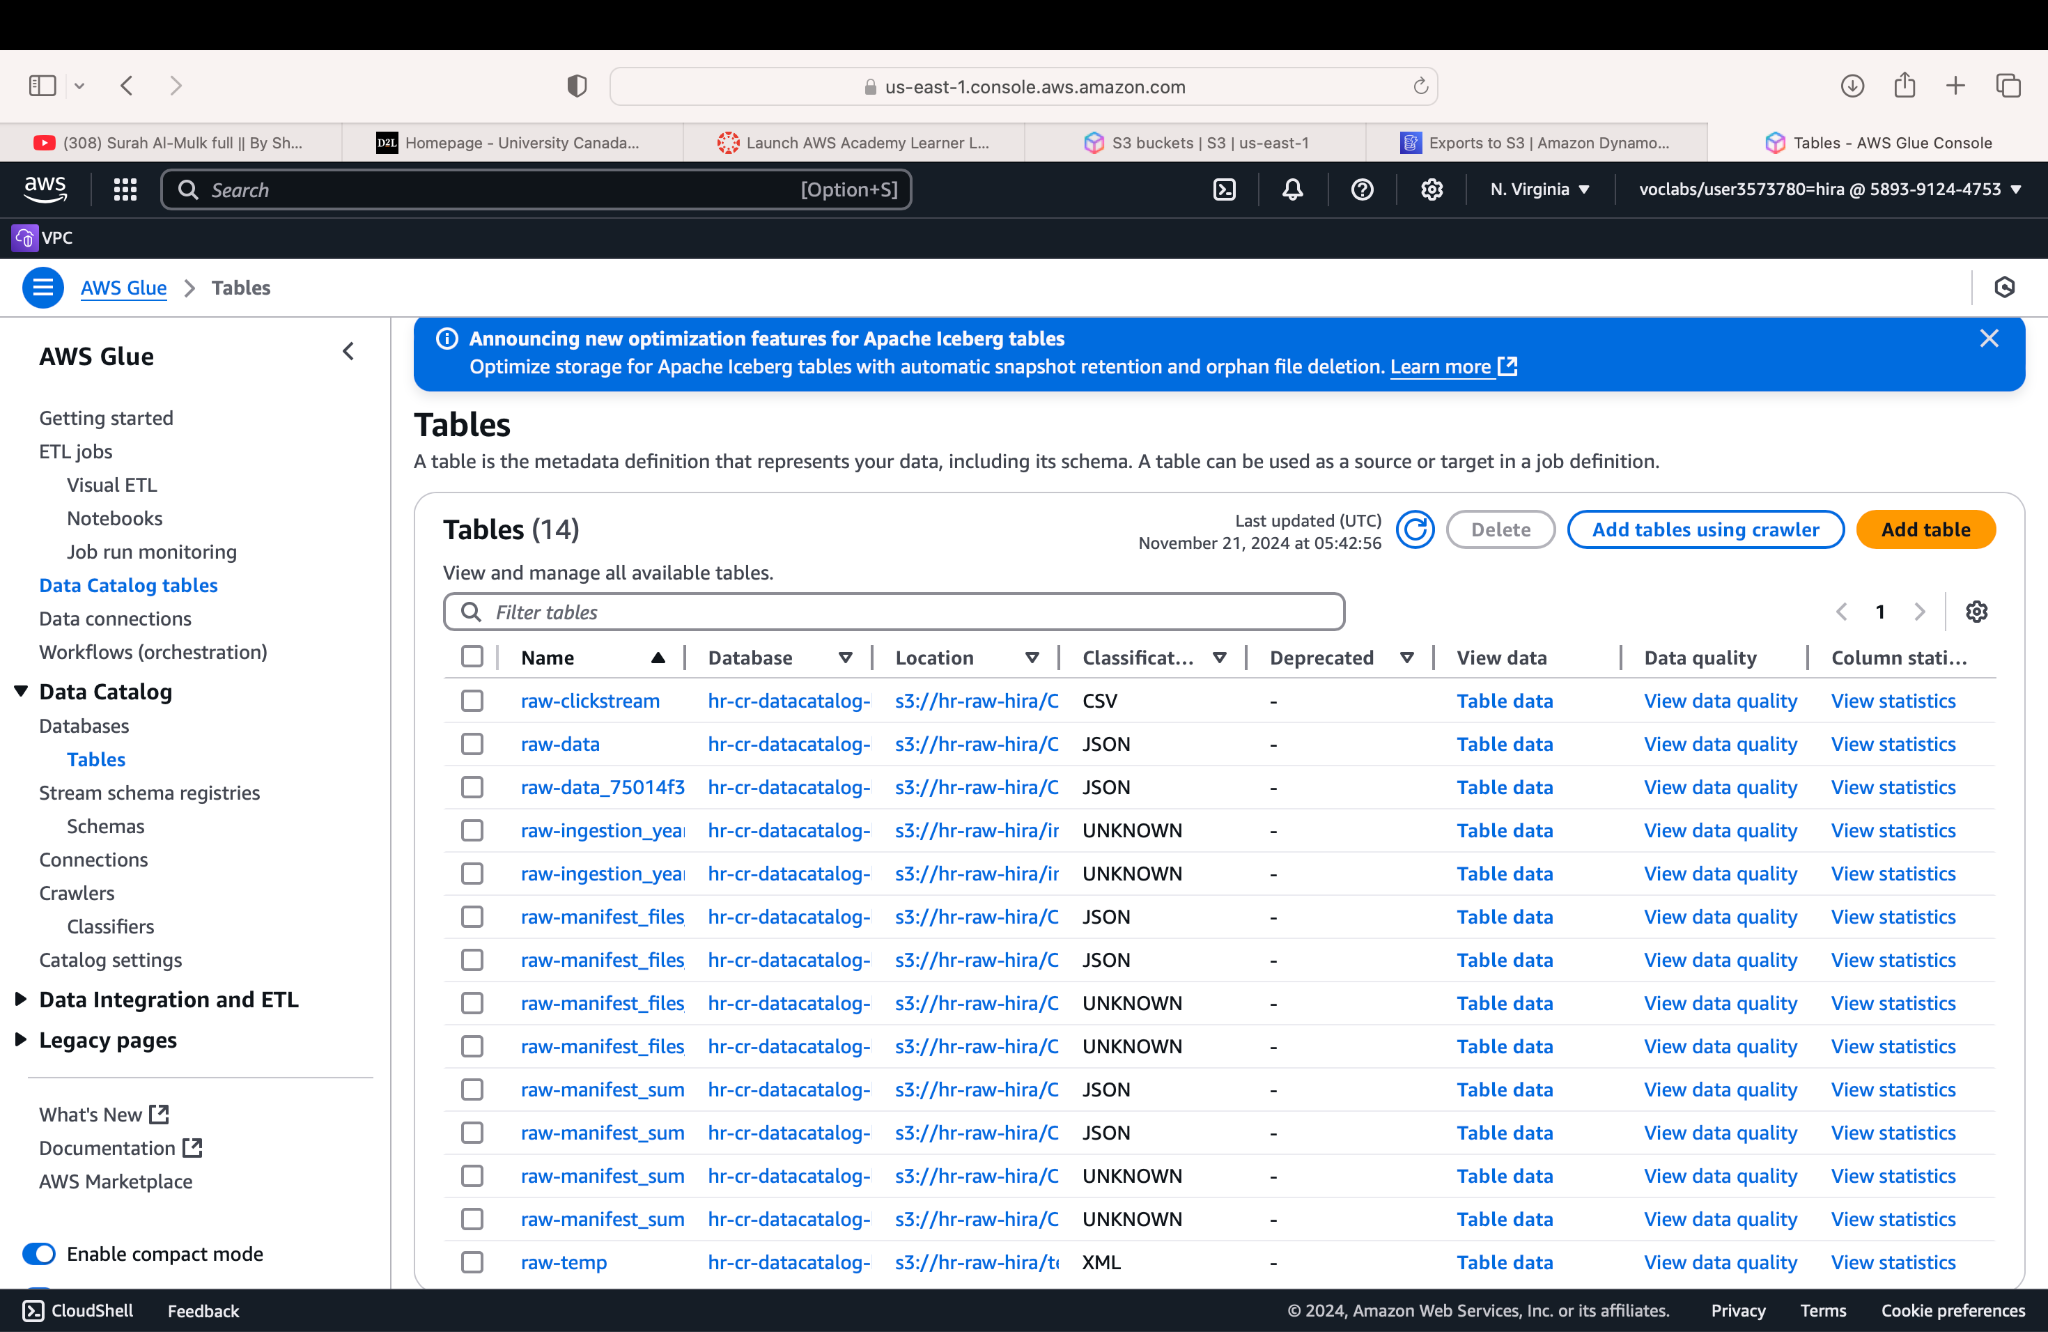 us-east-1.console.aws.amazon.com
(308) Surah Al-Mulk full || By Sh...
D2L Homepage - University Canada...
Launch AWS Academy Learner L...
S3 buckets | S3 | us-east-1
Exports to S3 | Amazon Dynamo...
Tables - AWS Glue Console
aws Search [Option+S] N. Virginia voclabs/user3573780=hira @ 5893-9124-4753
VPC
AWS Glue > Tables
AWS Glue
Getting started
ETL jobs
Visual ETL
Notebooks
Job run monitoring
Data Catalog tables
Data connections
Workflows (orchestration)
Data Catalog
Databases
Tables
Stream schema registries
Schemas
Connections
Crawlers
Classifiers
Catalog settings
Data Integration and ETL
Legacy pages
What's New
Documentation
AWS Marketplace
Enable compact mode
Announcing new optimization features for Apache Iceberg tables
Optimize storage for Apache Iceberg tables with automatic snapshot retention and orphan file deletion. Learn more
Tables
A table is the metadata definition that represents your data, including its schema. A table can be used as a source or target in a job definition.
Tables (14)
Last updated (UTC)
November 21, 2024 at 05:42:56
Delete
Add tables using crawler
Add table
View and manage all available tables.
Filter tables
1
Name Database Location Classificat... Deprecated View data Data quality Column stati...
raw-clickstream hr-cr-datacatalog- s3://hr-raw-hira/C CSV - Table data View data quality View statistics
raw-data hr-cr-datacatalog- s3://hr-raw-hira/C JSON - Table data View data quality View statistics
raw-data_75014f3 hr-cr-datacatalog- s3://hr-raw-hira/C JSON - Table data View data quality View statistics
raw-ingestion_year hr-cr-datacatalog- s3://hr-raw-hira/in UNKNOWN - Table data View data quality View statistics
raw-ingestion_year hr-cr-datacatalog- s3://hr-raw-hira/in UNKNOWN - Table data View data quality View statistics
raw-manifest_files hr-cr-datacatalog- s3://hr-raw-hira/C JSON - Table data View data quality View statistics
raw-manifest_files hr-cr-datacatalog- s3://hr-raw-hira/C JSON - Table data View data quality View statistics
raw-manifest_files hr-cr-datacatalog- s3://hr-raw-hira/C UNKNOWN - Table data View data quality View statistics
raw-manifest_files hr-cr-datacatalog- s3://hr-raw-hira/C UNKNOWN - Table data View data quality View statistics
raw-manifest_sum hr-cr-datacatalog- s3://hr-raw-hira/C JSON - Table data View data quality View statistics
raw-manifest_sum hr-cr-datacatalog- s3://hr-raw-hira/C JSON - Table data View data quality View statistics
raw-manifest_sum hr-cr-datacatalog- s3://hr-raw-hira/C UNKNOWN - Table data View data quality View statistics
raw-manifest_sum hr-cr-datacatalog- s3://hr-raw-hira/C UNKNOWN - Table data View data quality View statistics
raw-temp hr-cr-datacatalog- s3://hr-raw-hira/te XML - Table data View data quality View statistics
CloudShell Feedback © 2024, Amazon Web Services, Inc. or its affiliates. Privacy Terms Cookie preferences